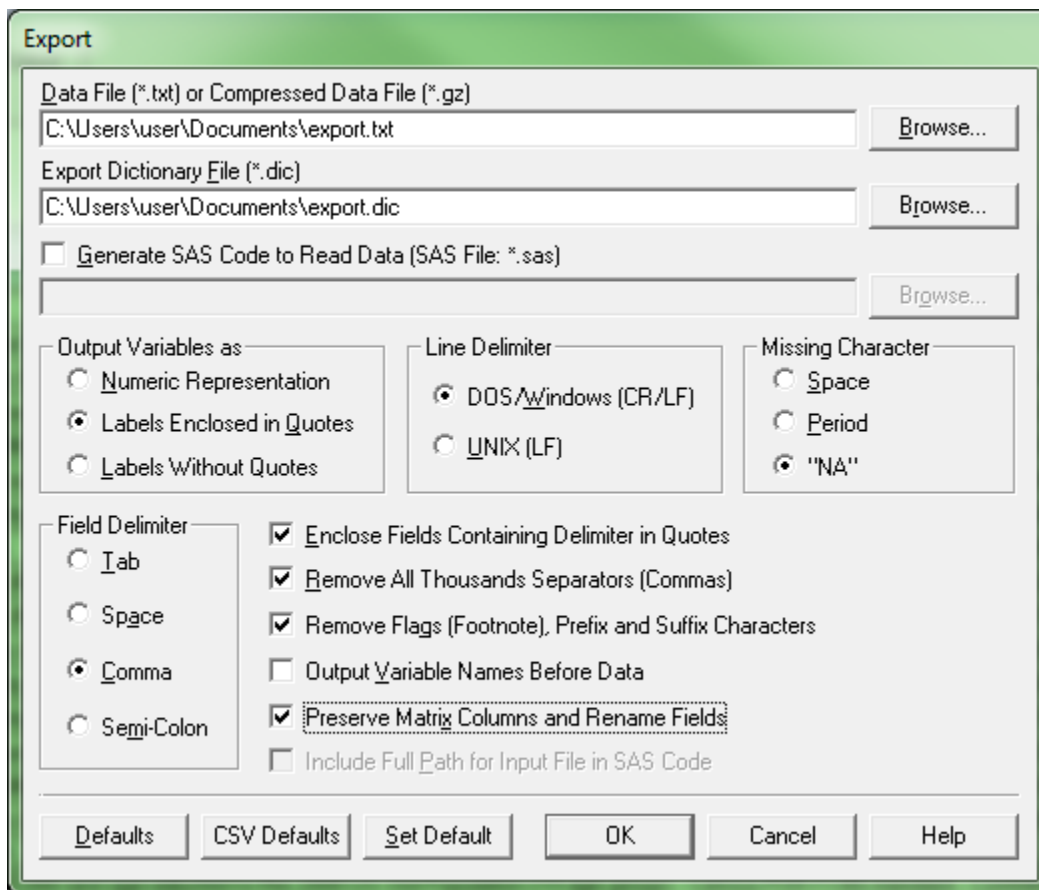 Export
Data File (*.txt) or Compressed Data File (*.gz)
C:\Users\user\Documents\export.txt
Browse...
Export Dictionary File (*.dic)
C:\Users\user\Documents\export.dic
Browse...
Generate SAS Code to Read Data (SAS File: *.sas)
Browse...
Output Variables as
Numeric Representation
Labels Enclosed in Quotes
Labels Without Quotes
Line Delimiter
DOS/Windows (CR/LF)
UNIX (LF)
Missing Character
Space
Period
"NA"
Field Delimiter
Tab
Space
Comma
Semi-Colon
Enclose Fields Containing Delimiter in Quotes
Remove All Thousands Separators (Commas)
Remove Flags (Footnote), Prefix and Suffix Characters
Output Variable Names Before Data
Preserve Matrix Columns and Rename Fields
Include Full Path for Input File in SAS Code
Defaults
CSV Defaults
Set Default
OK
Cancel
Help